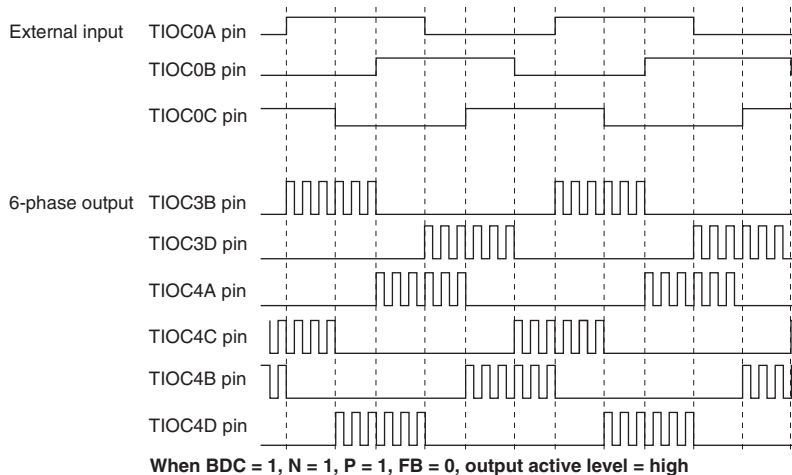 External input TIOC0A pin
TIOC0B pin
TIOC0C pin
6-phase output TIOC3B pin
TIOC3D pin
TIOC4A pin
TIOC4C pin
TIOC4B pin
TIOC4D pin
When BDC = 1, N = 1, P = 1, FB = 0, output active level = high